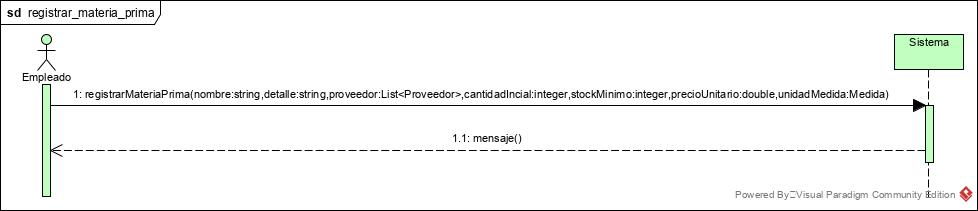 sd registrar_materia_prima
Sistema
Empleado
1: registrarMateriaPrima(nombre:string,detalle:string,proveedor:List<Proveedor>,cantidadIncial:integer,stockMinimo:integer,precioUnitario:double,unidadMedida:Medida)
1.1: mensaje()
Powered By Visual Paradigm Community Edition